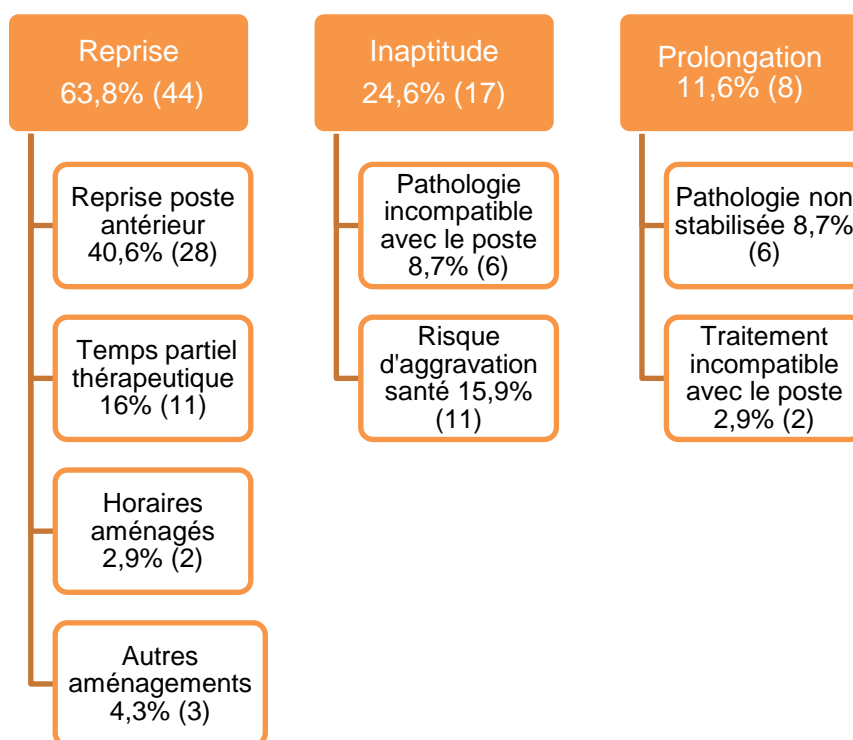 Reprise
63,8% (44)
Reprise poste
antérieur
40,6% (28)
Temps partiel
thérapeutique
16% (11)
Horaires
aménagés
2,9% (2)
Autres
aménagements
4,3% (3)
Inaptitude
24,6% (17)
Pathologie
incompatible
avec le poste
8,7% (6)
Risque
d'aggravation
santé 15,9%
(11)
Prolongation
11,6% (8)
Pathologie non
stabilisée 8,7%
(6)
Traitement
incompatible
avec le poste
2,9% (2)